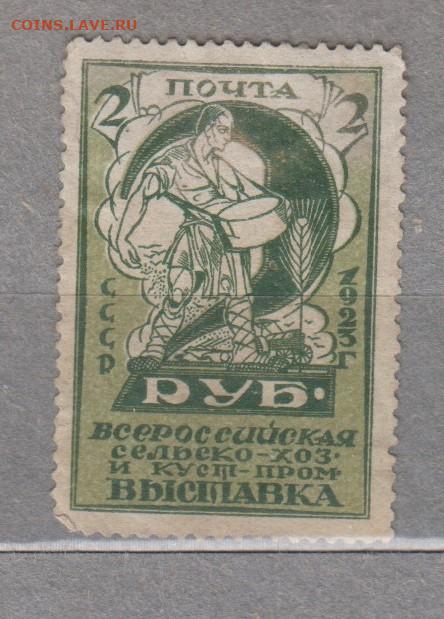 COINS.LAVE.RU
ПОЧТА
2 2
СССР
1923 Г
РУБ.
ВСЕРОССИЙСКАЯ
СЕЛЬСКО-ХОЗ.
И КУСТ-ПРОМ
ВЫСТАВКА